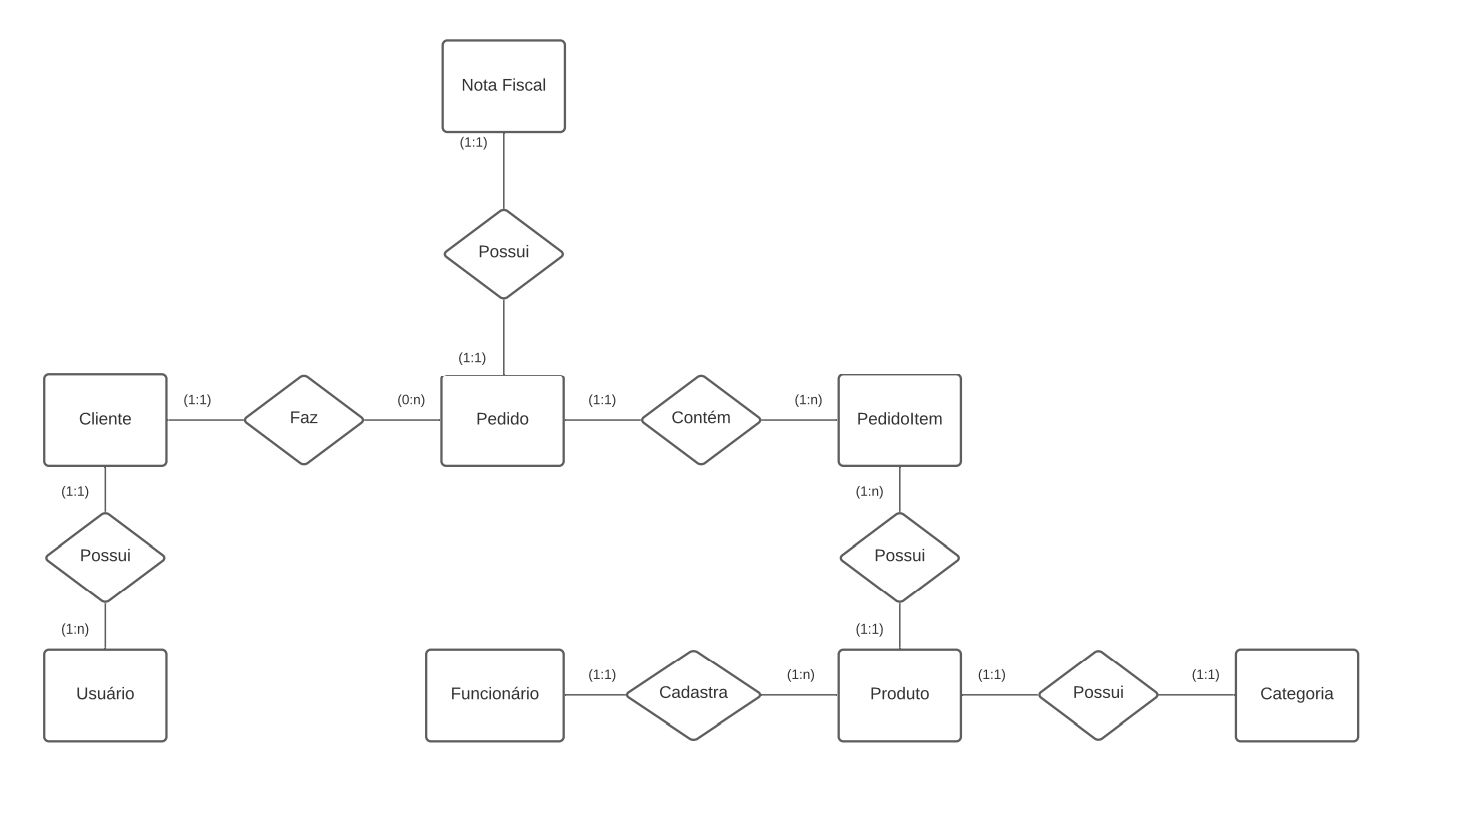 Nota Fiscal
(1:1)
Possui
(1:1)
Cliente
(1:1)
Faz
(0:n)
Pedido
(1:1)
Contém
(1:n)
PedidoItem
(1:1)
(1:n)
Possui
Possui
(1:n)
(1:1)
Usuário
Funcionário
(1:1)
Cadastra
(1:n)
Produto
(1:1)
Possui
(1:1)
Categoria